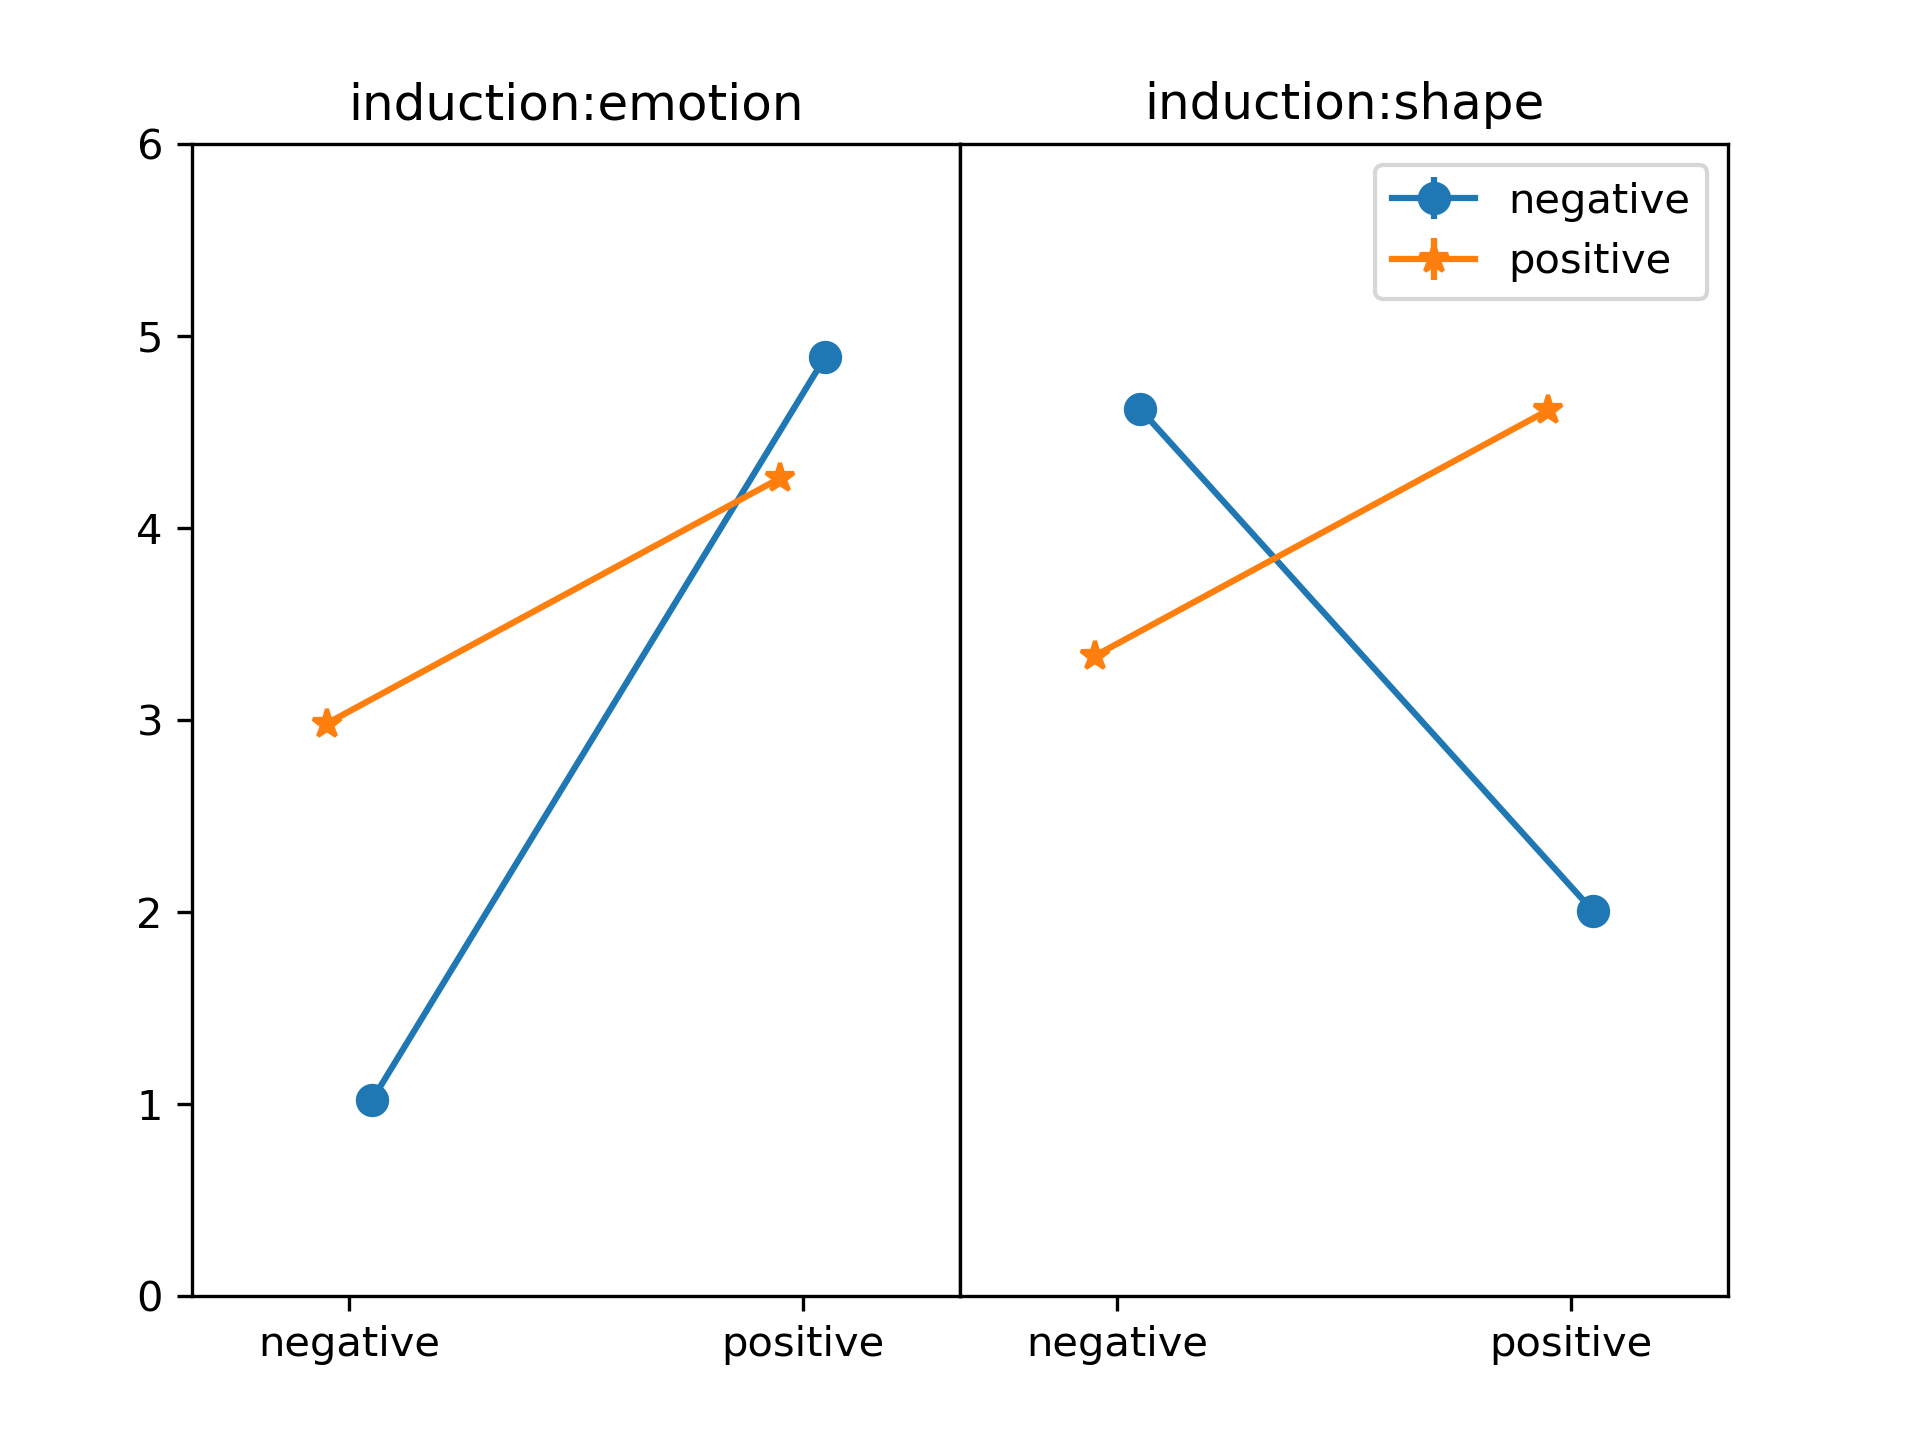 induction:emotion
induction:shape
6
5
4
3
2
1
0
negative
positive
negative
positive
negative
positive